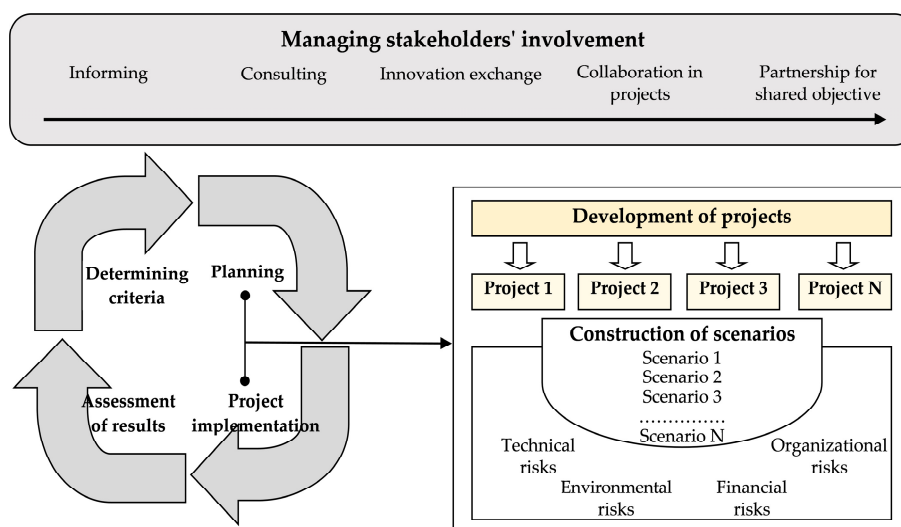 Managing stakeholders' involvement
Informing
Consulting
Innovation exchange
Collaboration in
projects
Partnership for
shared objective
Determining
criteria
Planning
Assessment
of results
Project
implementation
Development of projects
Project 1
Project 2
Project 3
Project N
Construction of scenarios
Scenario 1
Scenario 2
Scenario 3
................
Scenario N
Technical
risks
Environmental
risks
Financial
risks
Organizational
risks